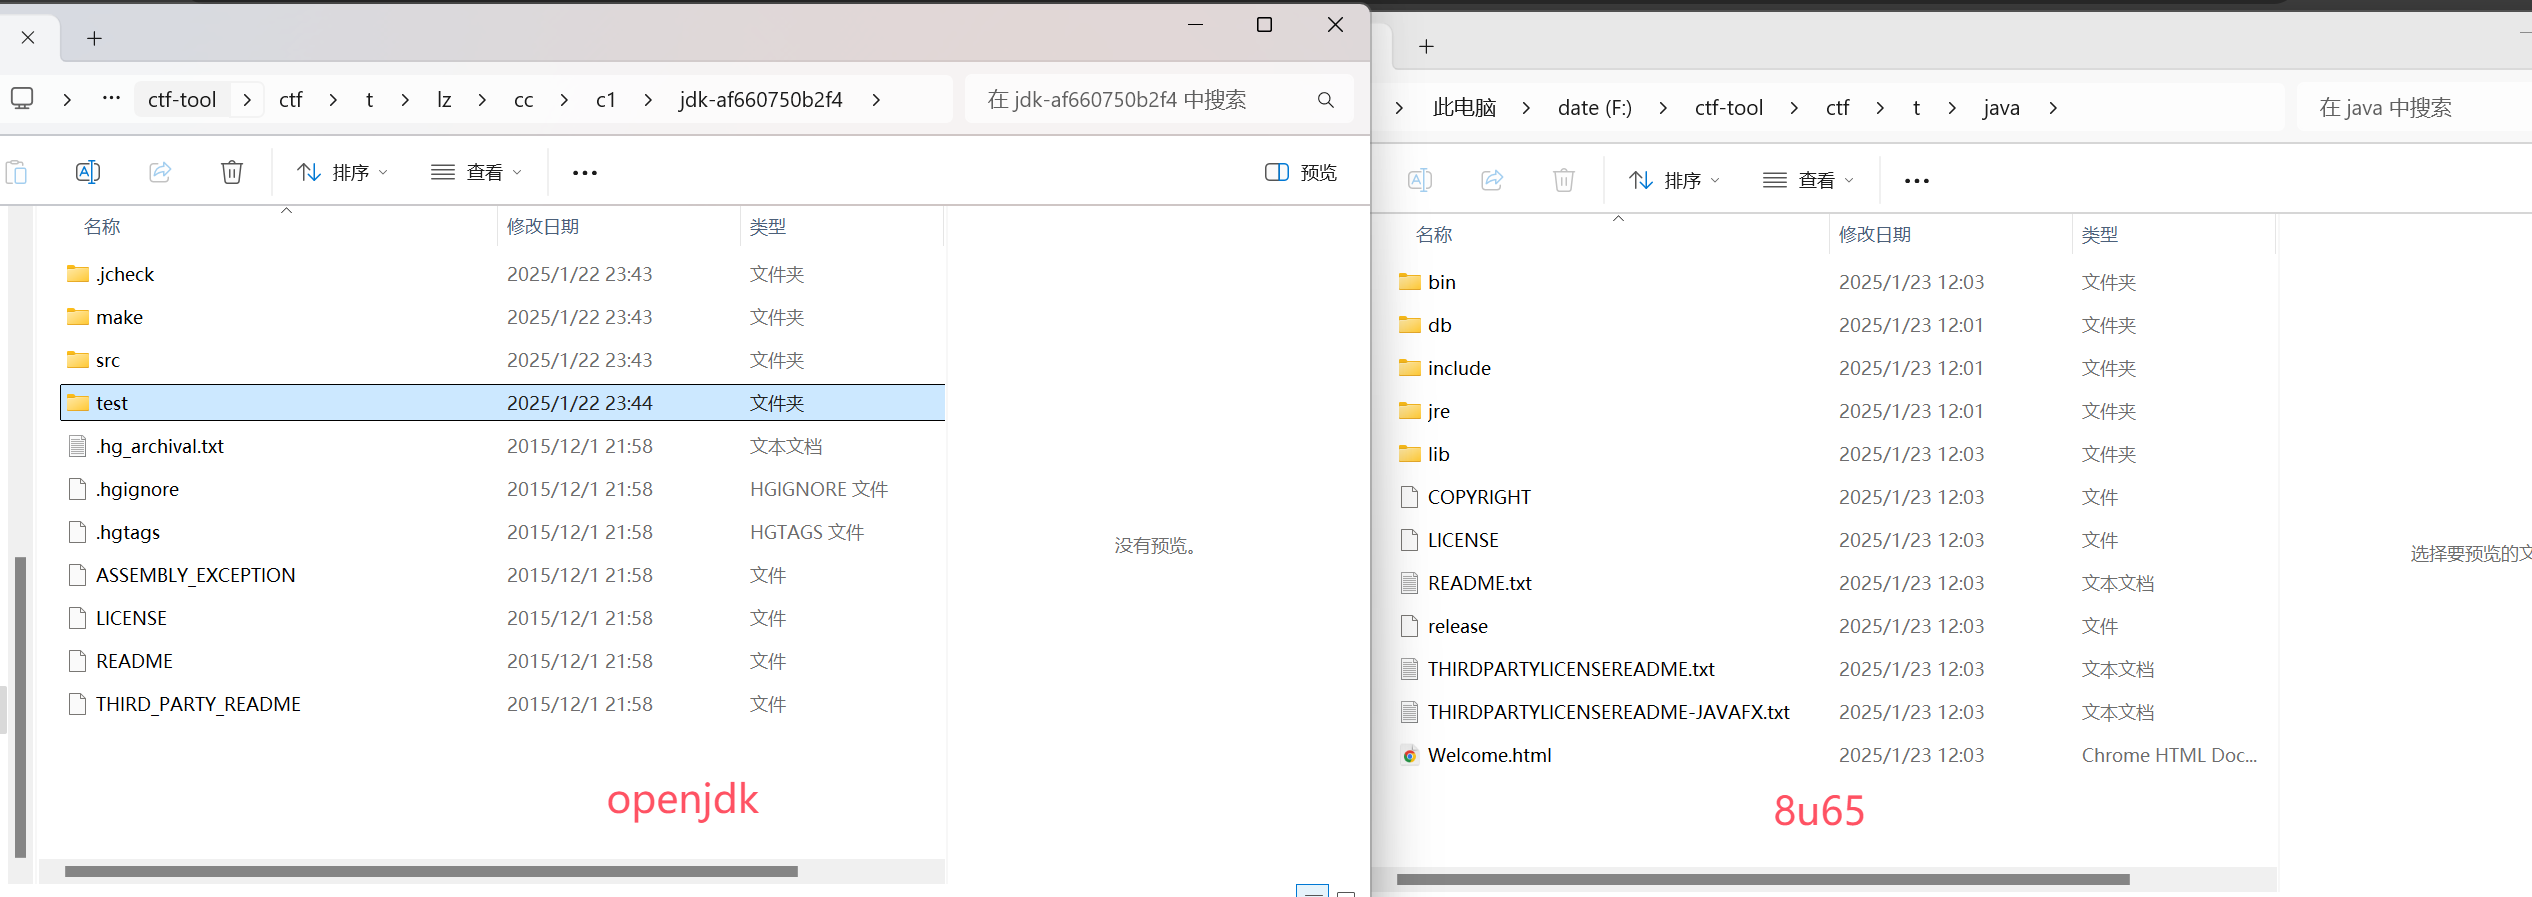 ctf-tool ctf t lz cc c1 jdk-af660750b2f4 在 jdk-af660750b2f4 中搜索
排序 查看 预览
名称 修改日期 类型
.jcheck 2025/1/22 23:43 文件夹
make 2025/1/22 23:43 文件夹
src 2025/1/22 23:43 文件夹
test 2025/1/22 23:44 文件夹
.hg_archival.txt 2015/12/1 21:58 文本文档
.hgignore 2015/12/1 21:58 HGIGNORE 文件
.hgtags 2015/12/1 21:58 HGTAGS 文件
ASSEMBLY_EXCEPTION 2015/12/1 21:58 文件
LICENSE 2015/12/1 21:58 文件
README 2015/12/1 21:58 文件
THIRD_PARTY_README 2015/12/1 21:58 文件
没有预览。
openjdk
此电脑 date (F:) ctf-tool ctf t java 在 java 中搜索
排序 查看
名称 修改日期 类型
bin 2025/1/23 12:03 文件夹
db 2025/1/23 12:01 文件夹
include 2025/1/23 12:01 文件夹
jre 2025/1/23 12:01 文件夹
lib 2025/1/23 12:03 文件夹
COPYRIGHT 2025/1/23 12:03 文件
LICENSE 2025/1/23 12:03 文件
README.txt 2025/1/23 12:03 文本文档
release 2025/1/23 12:03 文件
THIRDPARTYLICENSEREADME.txt 2025/1/23 12:03 文本文档
THIRDPARTYLICENSEREADME-JAVAFX.txt 2025/1/23 12:03 文本文档
Welcome.html 2025/1/23 12:03 Chrome HTML Doc...
选择要预览的文
8u65